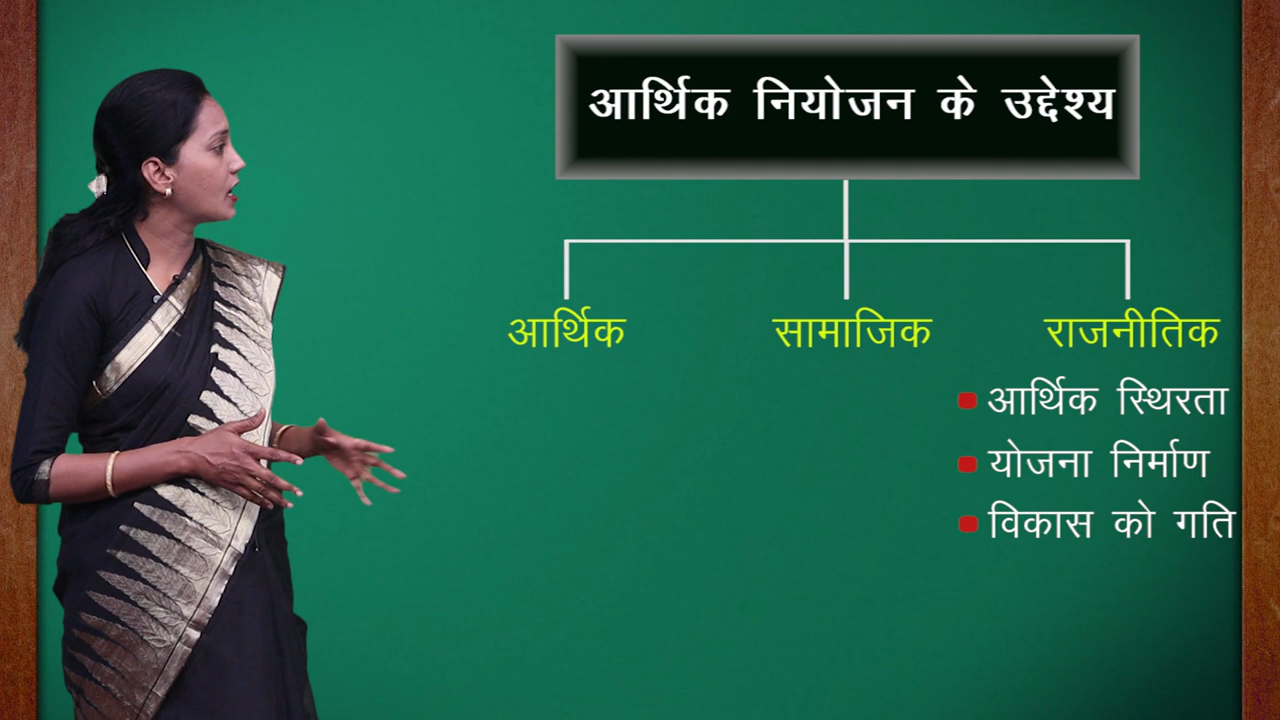 आर्थिक नियोजन के उद्देश्य
आर्थिक सामाजिक राजनीतिक
आर्थिक स्थिरता
योजना निर्माण
विकास को गति